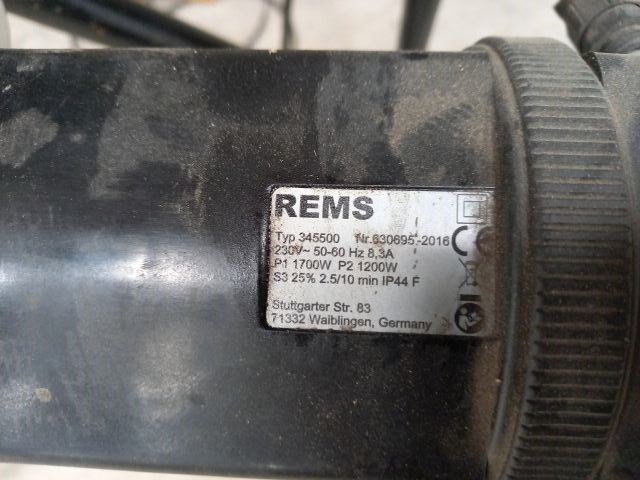 REMS
Typ 345500 Nr.630695-2016
230V~ 50-60 Hz 8,3A
P1 1700W P2 1200W
S3 25% 2.5/10 min IP44 F
Stuttgarter Str. 83
71332 Waiblingen, Germany
CE